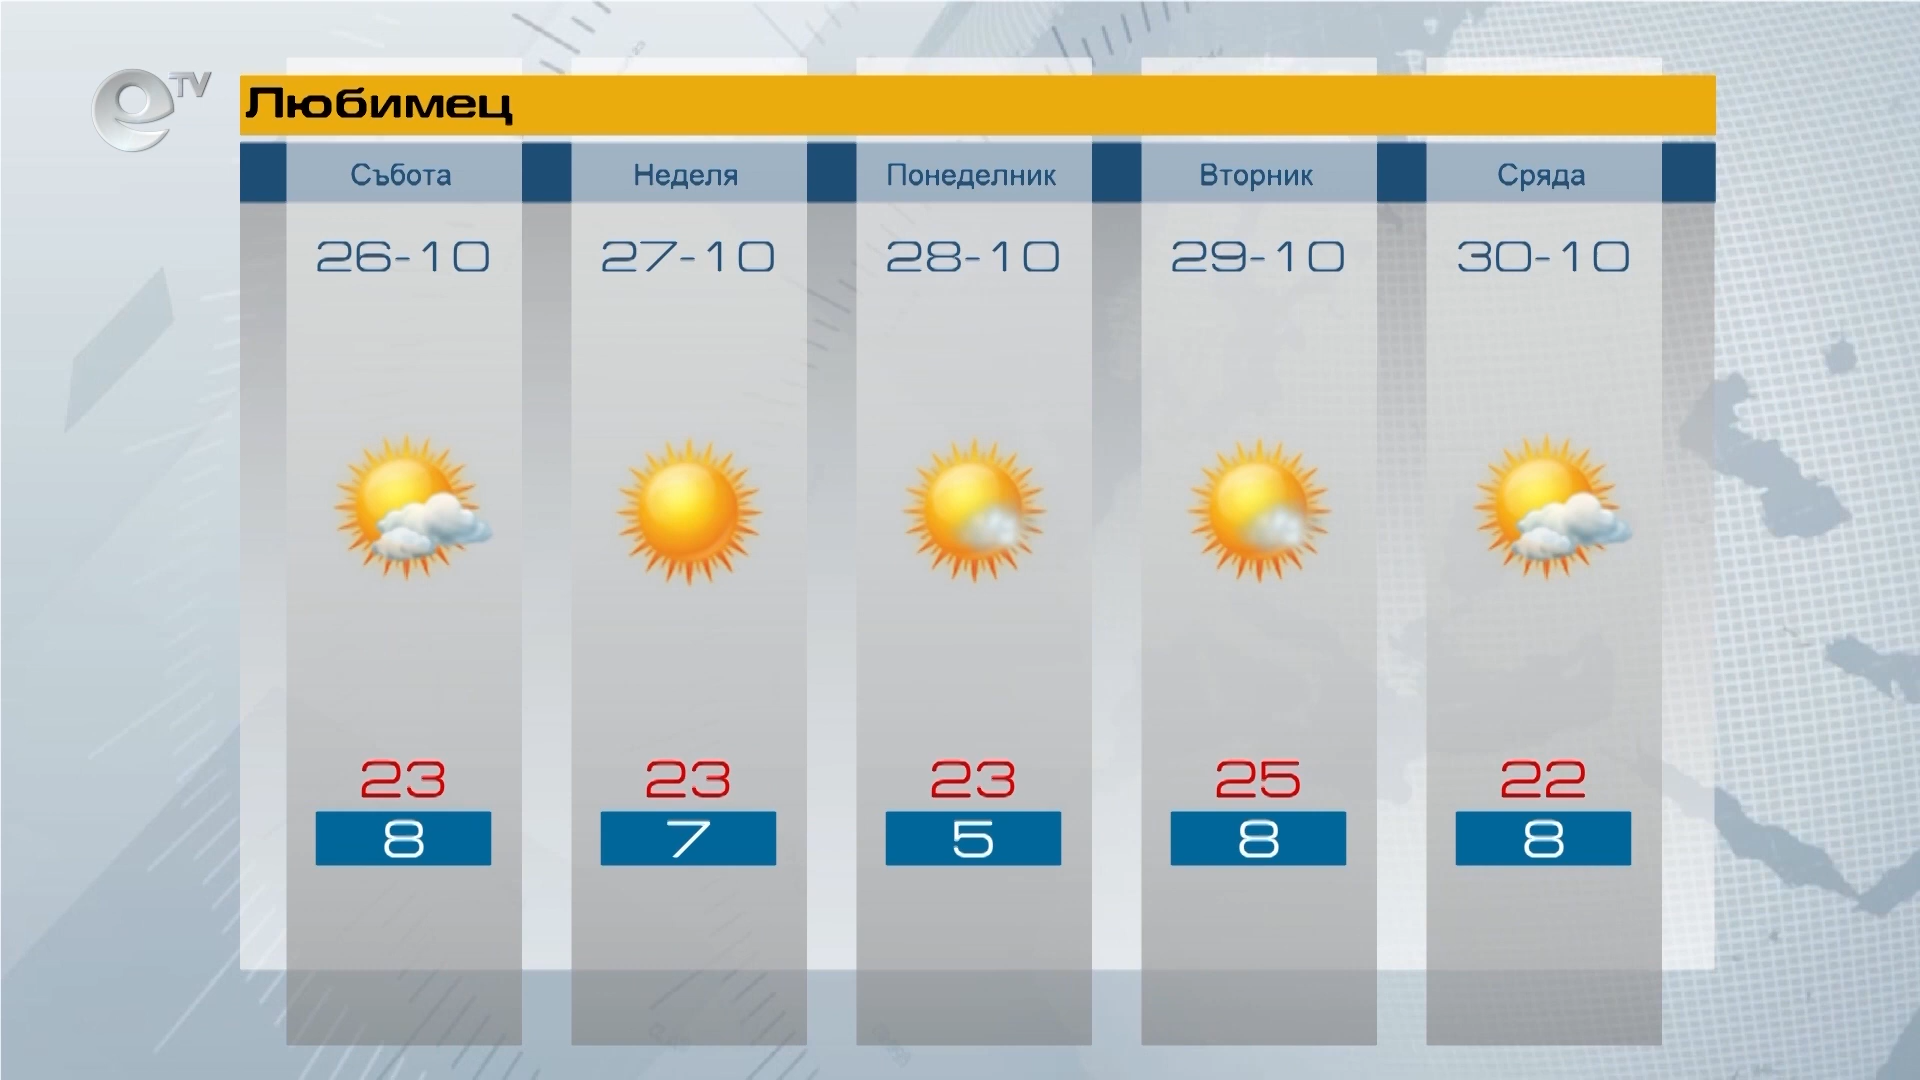 eTV
Любимец
Събота Неделя Понеделник Вторник Сряда
26-10 27-10 28-10 29-10 30-10
23 23 23 25 22
8 7 5 8 8